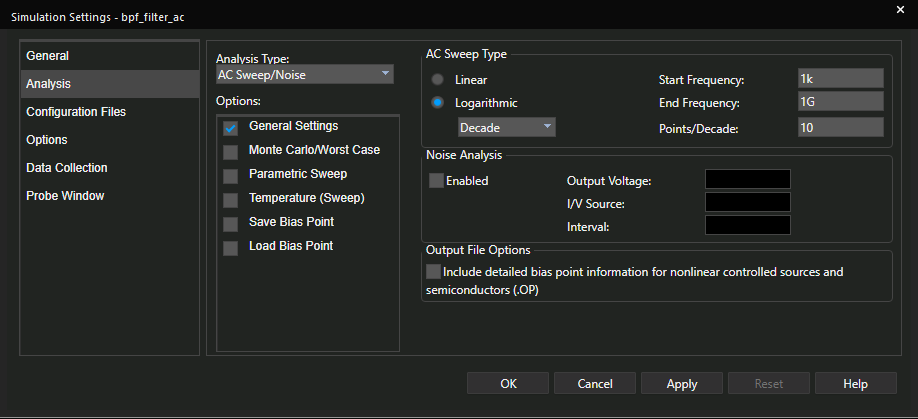 Simulation Settings - bpf_filter_ac
General
Analysis
Configuration Files
Options
Data Collection
Probe Window
Analysis Type:
AC Sweep/Noise
Options:
General Settings
Monte Carlo/Worst Case
Parametric Sweep
Temperature (Sweep)
Save Bias Point
Load Bias Point
AC Sweep Type
Linear
Logarithmic
Decade
Start Frequency: 1k
End Frequency: 1G
Points/Decade: 10
Noise Analysis
Enabled
Output Voltage:
I/V Source:
Interval:
Output File Options
Include detailed bias point information for nonlinear controlled sources and
semiconductors (.OP)
OK Cancel Apply Reset Help